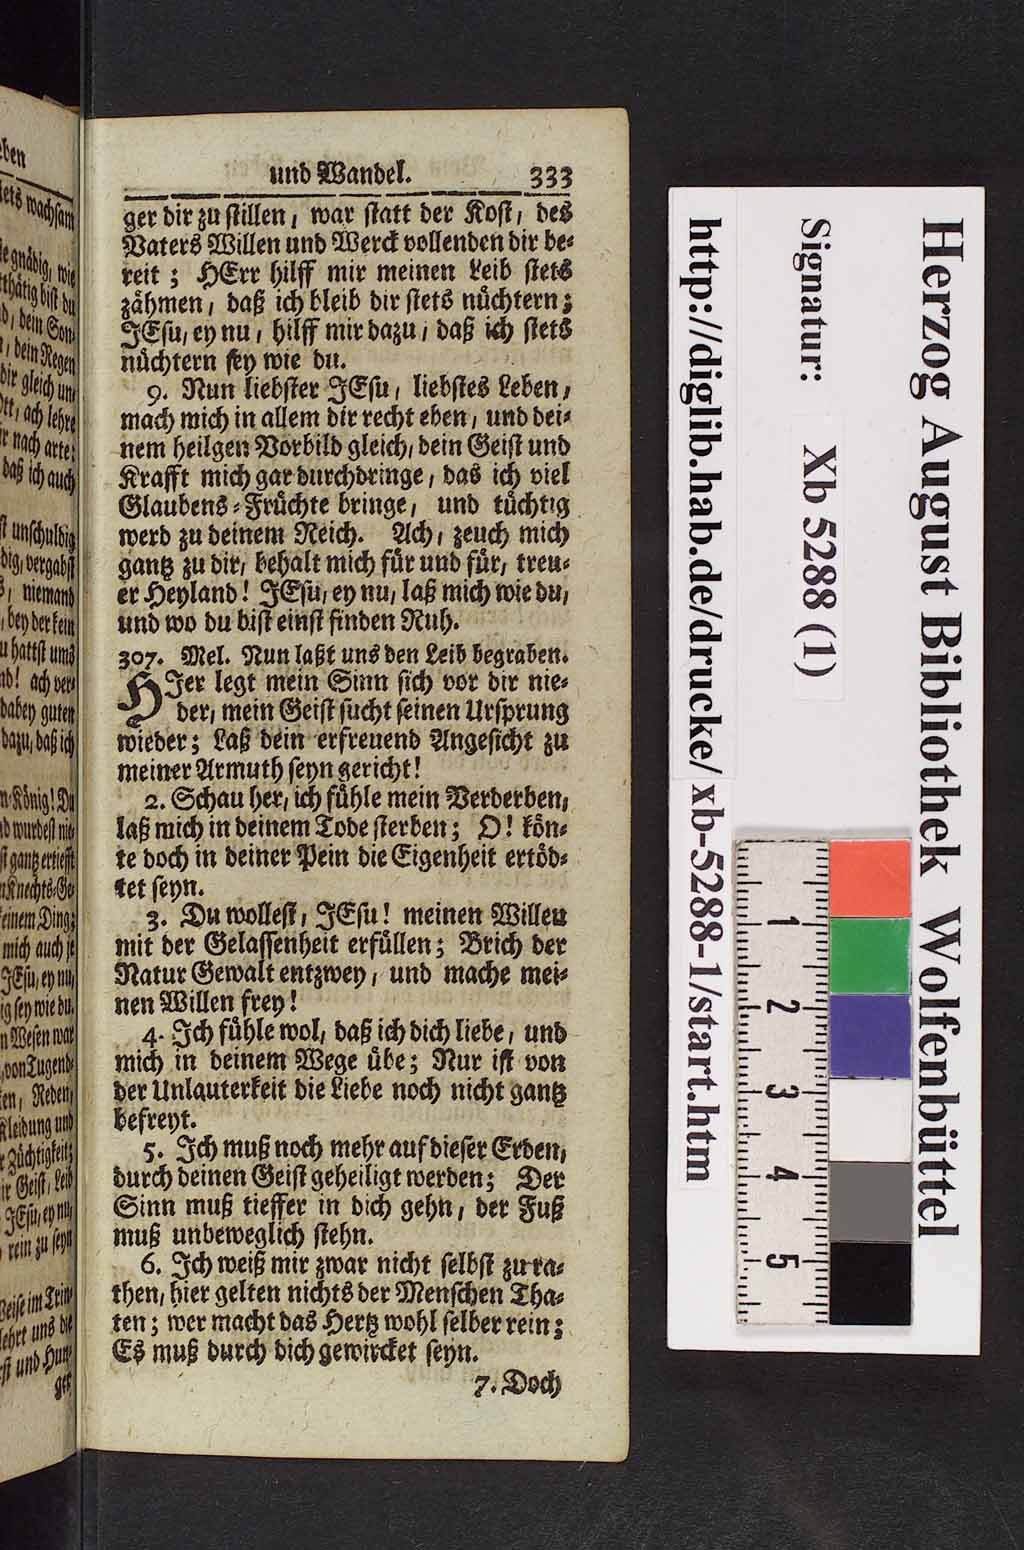 und Wandel. 333
ger dir zu stillen, war statt der Kost, des
Vaters Willen und Werck vollenden dir be-
reit; HErr hilff mir meinen Leib stets
zähmen, daß ich bleib dir stets nüchtern;
JEsu, ey nu, hilff mir dazu, daß ich stets
nüchtern sey wie du.
9. Nun liebster JEsu, liebstes Leben,
mach mich in allem dir recht eben, und dei-
nem heilgen Vorbild gleich, dein Geist und
Krafft mich gar durchdringe, das ich viel
Glaubens-Früchte bringe, und tüchtig
werd zu deinem Reich. Ach, zeuch mich
gantz zu dir, behalt mich für und für, treu-
er Heyland! JEsu, ey nu, laß mich wie du,
und wo du bist einst finden Ruh.
307. Mel. Nun laßt uns den Leib begraben.
HJer legt mein Sinn sich vor dir nie-
der, mein Geist sucht seinen Ursprung
wieder; Laß dein erfreuend Angesicht zu
meiner Armuth seyn gericht!
2. Schau her, ich fühle mein Verderben,
laß mich in deinem Tode sterben; O! kön-
te doch in deiner Pein die Eigenheit ertöd-
tet seyn.
3. Du wollest, JEsu! meinen Willen
mit der Gelassenheit erfüllen; Brich der
Natur Gewalt entzwey, und mache mei-
nen Willen frey!
4. Ich fühle wol, daß ich dich liebe, und
mich in deinem Wege übe; Nur ist von
der Unlauterkeit die Liebe noch nicht gantz
befreyt.
5. Ich muß noch mehr auf dieser Erden,
durch deinen Geist geheiligt werden; Der
Sinn muß tieffer in dich gehn, der Fuß
muß unbeweglich stehn.
6. Ich weiß mir zwar nicht selbst zu ra-
then, hier gelten nichts der Menschen Tha-
ten; wer macht das Hertz wohl selber rein;
Es muß durch dich gewircket seyn.
7. Doch
Herzog August Bibliothek Wolfenbüttel
Signatur: Xb 5288 (1)
http://diglib.hab.de/drucke/xb-5288-1/start.htm
1
2
3
4
5